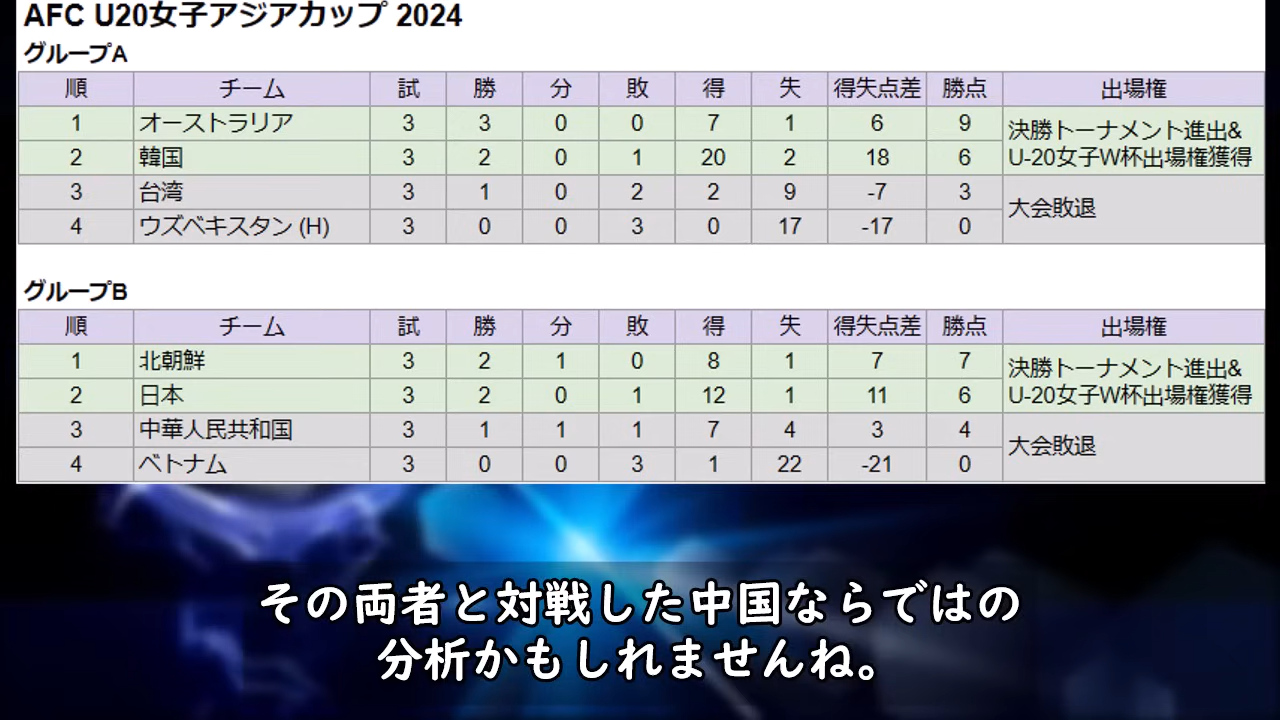 AFC U20女子アジアカップ 2024
グループA
順 チーム 試 勝 分 敗 得 失 得失点差 勝点 出場権
1 オーストラリア 3 3 0 0 7 1 6 9 決勝トーナメント進出&
2 韓国 3 2 0 1 20 2 18 6 U-20女子W杯出場権獲得
3 台湾 3 1 0 2 2 9 -7 3 大会敗退
4 ウズベキスタン (H) 3 0 0 3 0 17 -17 0
グループB
順 チーム 試 勝 分 敗 得 失 得失点差 勝点 出場権
1 北朝鮮 3 2 1 0 8 1 7 7 決勝トーナメント進出&
2 日本 3 2 0 1 12 1 11 6 U-20女子W杯出場権獲得
3 中華人民共和国 3 1 1 1 7 4 3 4 大会敗退
4 ベトナム 3 0 0 3 1 22 -21 0
その両者と対戦した中国ならではの
分析かもしれませんね。